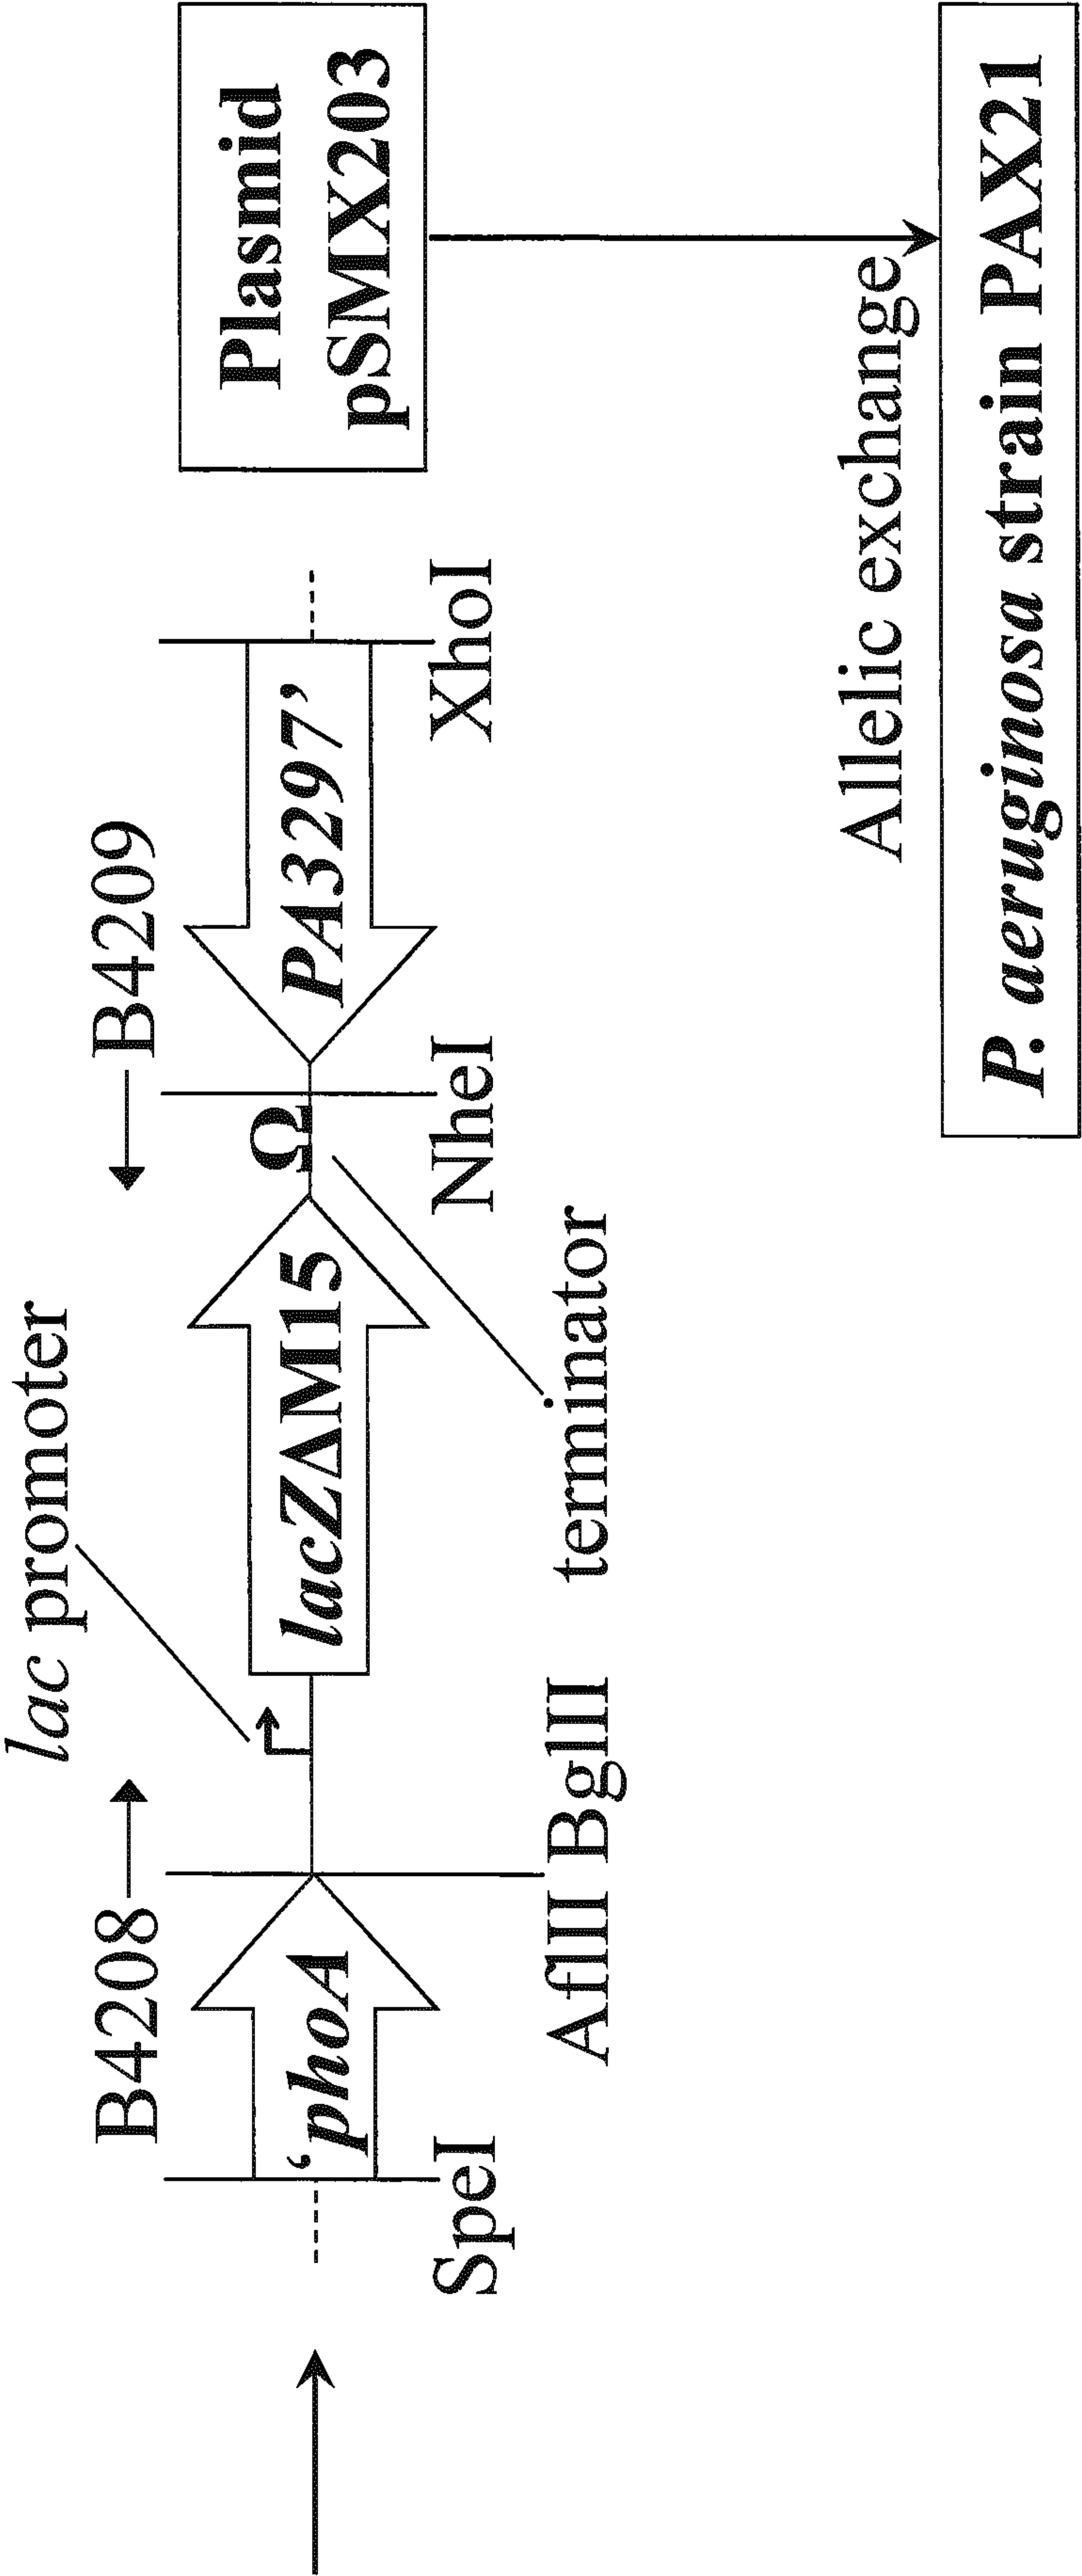 lac promoter
B4208
B4209
‘phoA
lacZΔM15
Ω
PA3297’
Plasmid
pSMX203
SpeI
NheI
XhoI
AflII BglII
terminator
Allelic exchange
P. aeruginosa strain PAX21